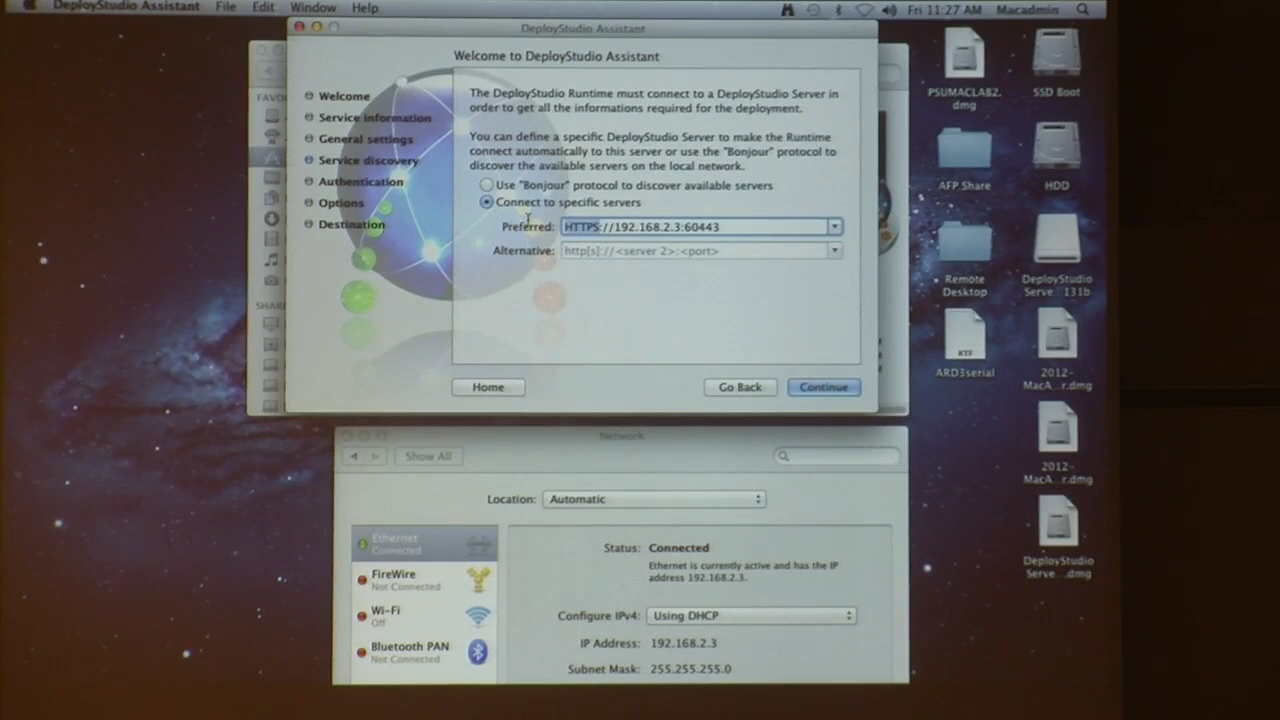 DeployStudio Assistant File Edit Window Help
Fri 11:27 AM Macadmin
DeployStudio Assistant
Welcome to DeployStudio Assistant
Welcome
Service information
General settings
Service discovery
Authentication
Options
Destination
The DeployStudio Runtime must connect to a DeployStudio Server in
order to get all the informations required for the deployment.
You can define a specific DeployStudio Server to make the Runtime
connect automatically to this server or use the "Bonjour" protocol to
discover the available servers on the local network.
Use "Bonjour" protocol to discover available servers
Connect to specific servers
Preferred: HTTPS://192.168.2.3:60443
Alternative: http[s]://<server 2>:<port>
Home
Go Back
Continue
FAVO
SHARE
PSUMACLAB2.
dmg
SSD Boot
AFP Share
HDD
Remote
Desktop
DeployStudio
Serve...131b
RTF
ARD3serial
2012-
MacA...r.dmg
2012-
MacA...r.dmg
DeployStudio
Serve....dmg
Network
Show All
Location: Automatic
Ethernet
Connected
FireWire
Not Connected
Wi-Fi
Off
Bluetooth PAN
Not Connected
Status: Connected
Ethernet is currently active and has the IP
address 192.168.2.3.
Configure IPv4: Using DHCP
IP Address: 192.168.2.3
Subnet Mask: 255.255.255.0